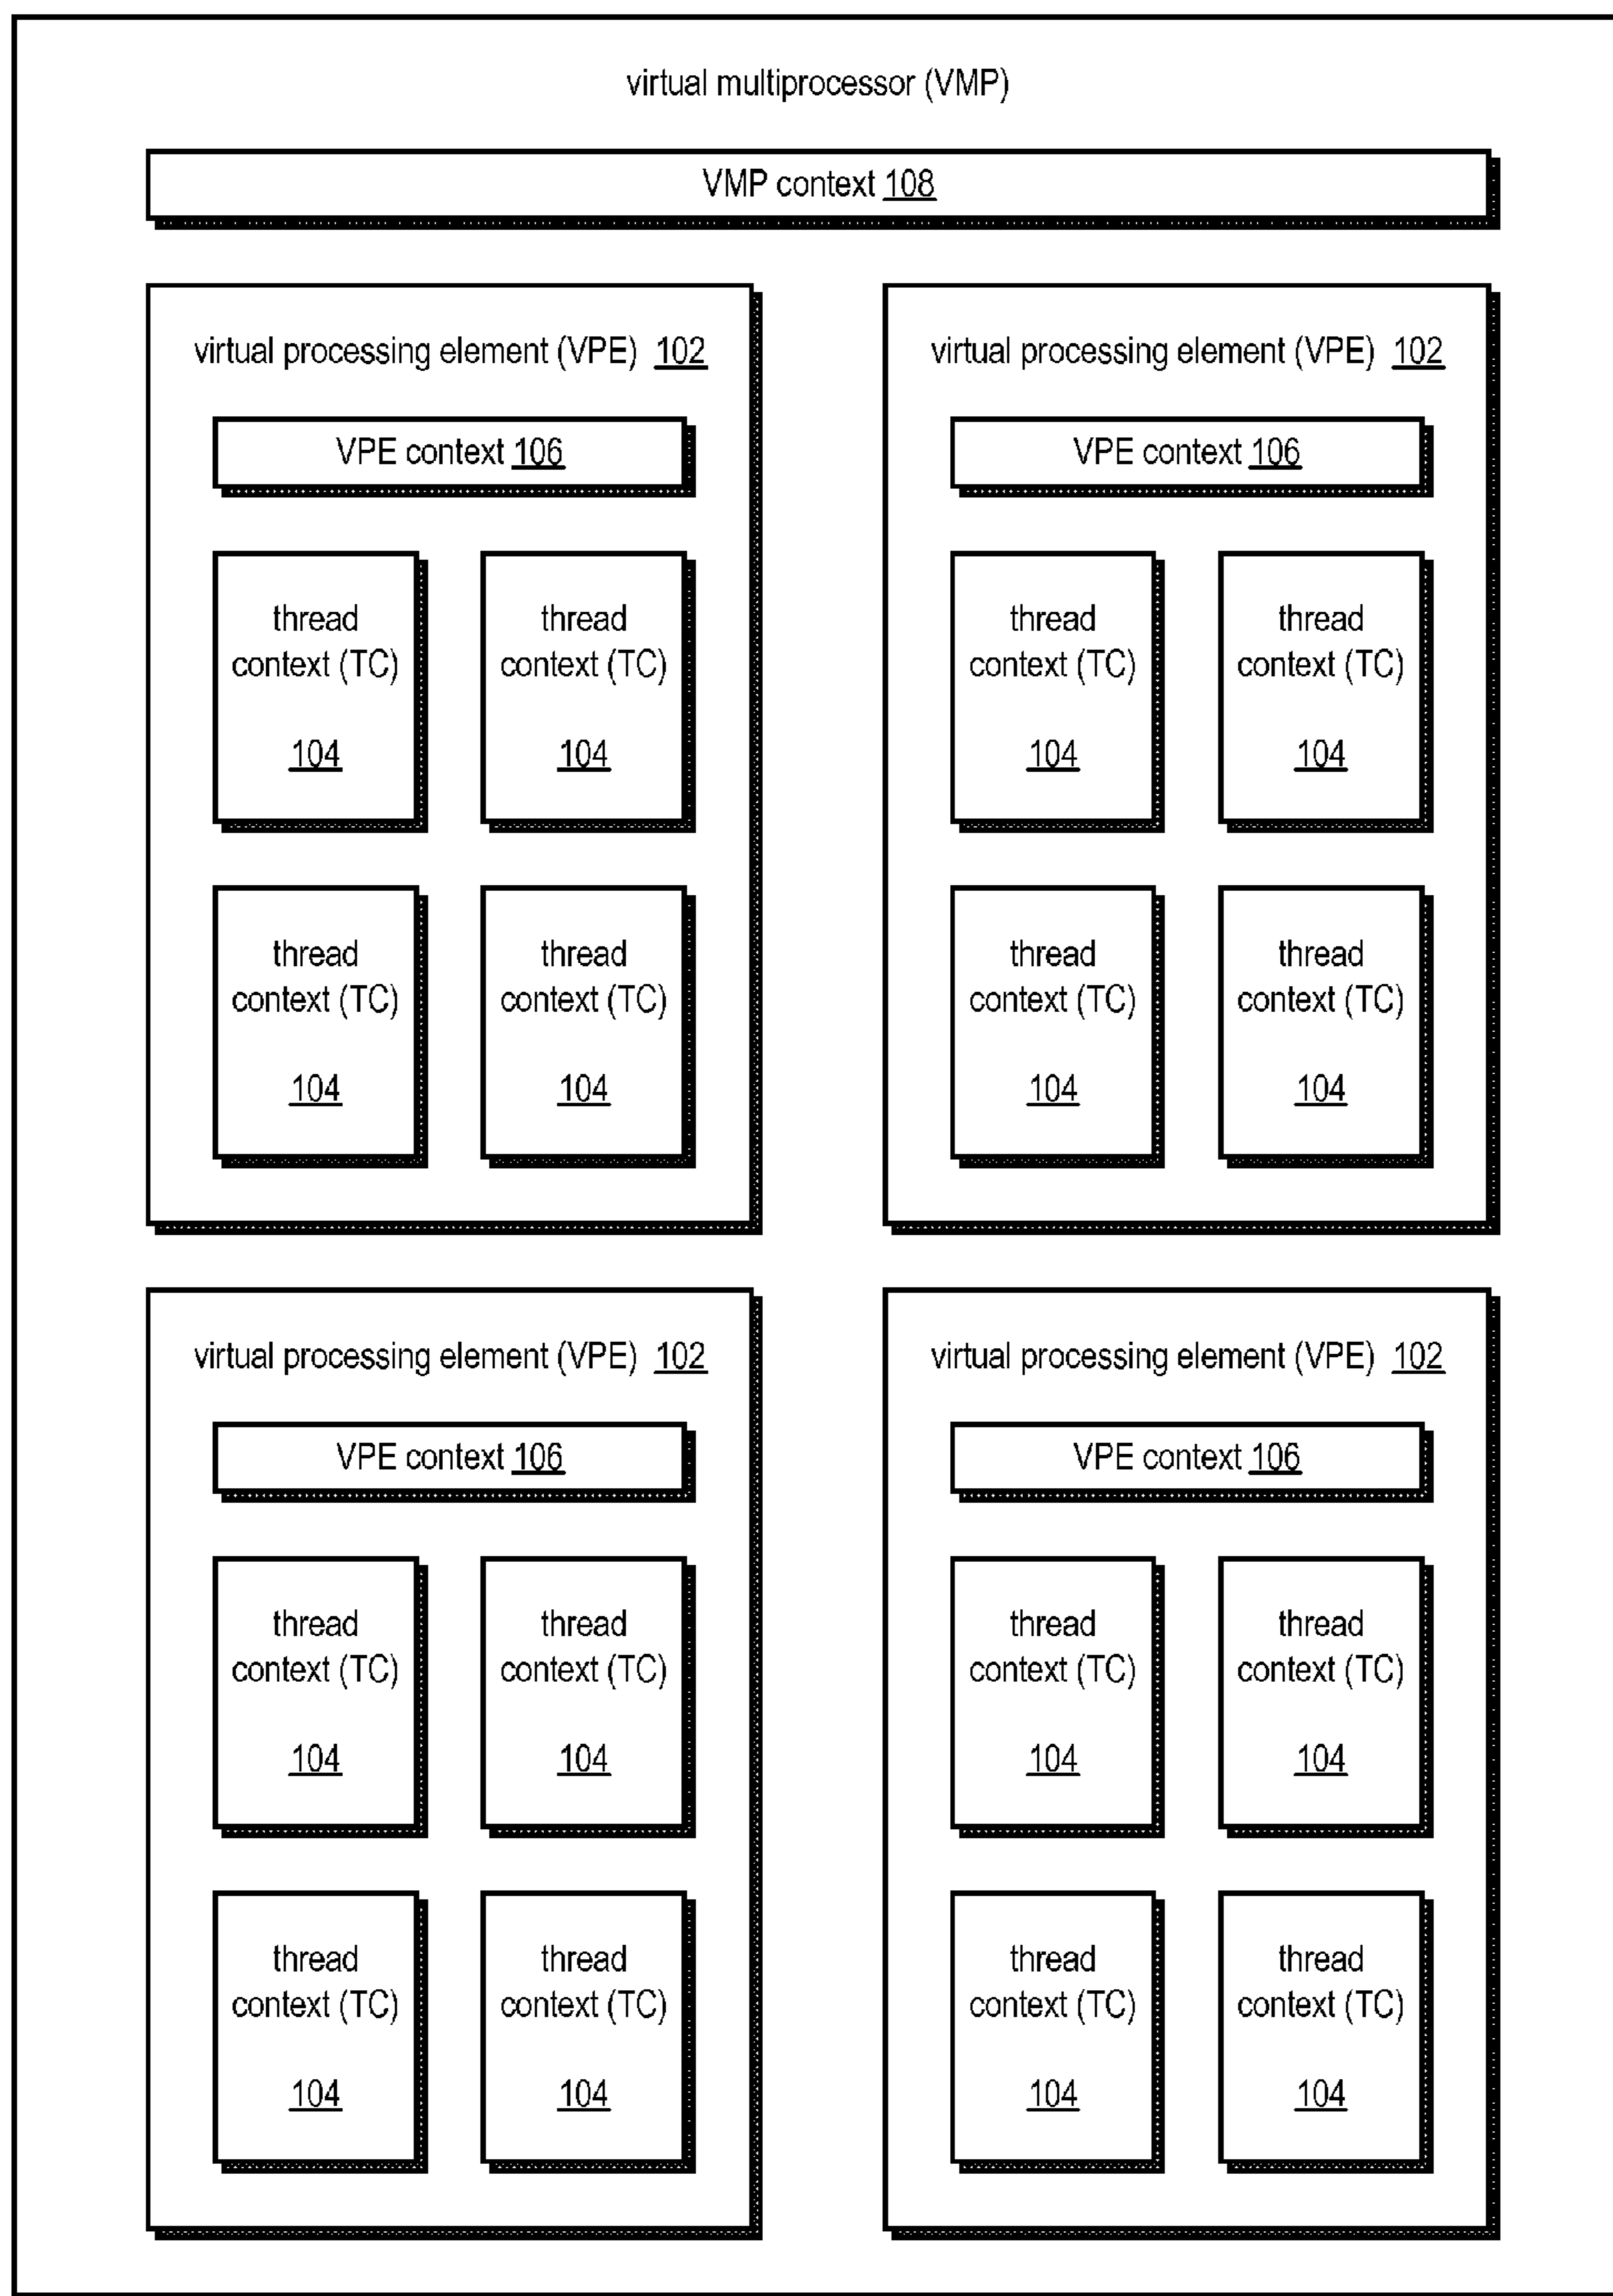 virtual multiprocessor (VMP)
VMP context 108
virtual processing element (VPE) 102
VPE context 106
thread
context (TC)
104
thread
context (TC)
104
thread
context (TC)
104
thread
context (TC)
104
virtual processing element (VPE) 102
VPE context 106
thread
context (TC)
104
thread
context (TC)
104
thread
context (TC)
104
thread
context (TC)
104
virtual processing element (VPE) 102
VPE context 106
thread
context (TC)
104
thread
context (TC)
104
thread
context (TC)
104
thread
context (TC)
104
virtual processing element (VPE) 102
VPE context 106
thread
context (TC)
104
thread
context (TC)
104
thread
context (TC)
104
thread
context (TC)
104